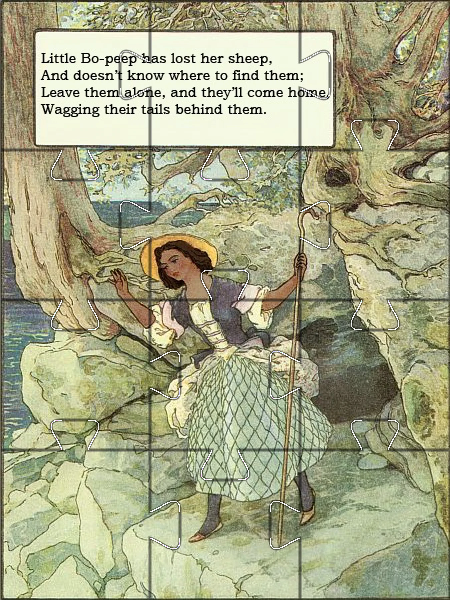 Little Bo-peep has lost her sheep,
And doesn't know where to find them;
Leave them alone, and they'll come home,
Wagging their tails behind them.